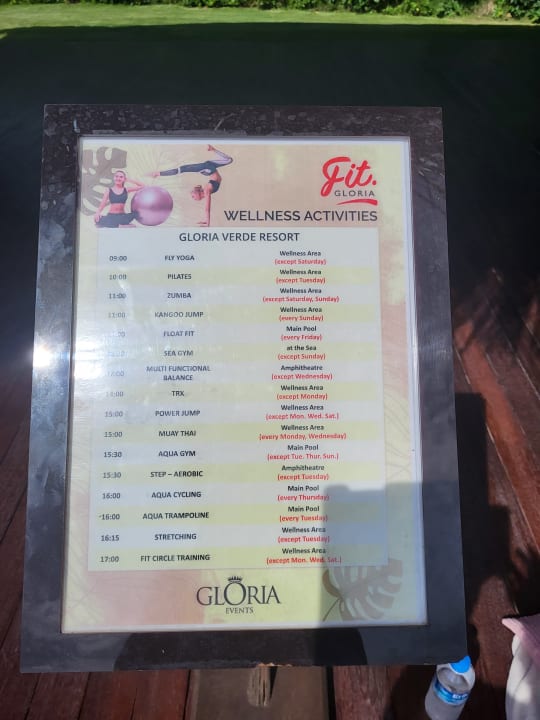 Fit.
GLORIA
WELLNESS ACTIVITIES
GLORIA VERDE RESORT
09:00 FLY YOGA Wellness Area
(except Saturday)
10:00 PILATES Wellness Area
(except Tuesday)
11:00 ZUMBA Wellness Area
(except Saturday, Sunday)
11:00 KANGOO JUMP Wellness Area
(every Sunday)
FLOAT FIT Main Pool
(every Friday)
SEA GYM at the Sea
(except Sunday)
MULTI FUNCTIONAL BALANCE Amphitheatre
(except Wednesday)
TRX Wellness Area
(except Monday)
15:00 POWER JUMP Wellness Area
(except Mon. Wed. Sat.)
15:00 MUAY THAI Wellness Area
(every Monday, Wednesday)
15:30 AQUA GYM Main Pool
(except Tue. Thur. Sun.)
15:30 STEP – AEROBIC Amphitheatre
(except Tuesday)
16:00 AQUA CYCLING Main Pool
(every Thursday)
16:00 AQUA TRAMPOLINE Main Pool
(every Tuesday)
16:15 STRETCHING Wellness Area
(except Tuesday)
17:00 FIT CIRCLE TRAINING Wellness Area
(except Mon. Wed. Sat.)
GLORIA
EVENTS